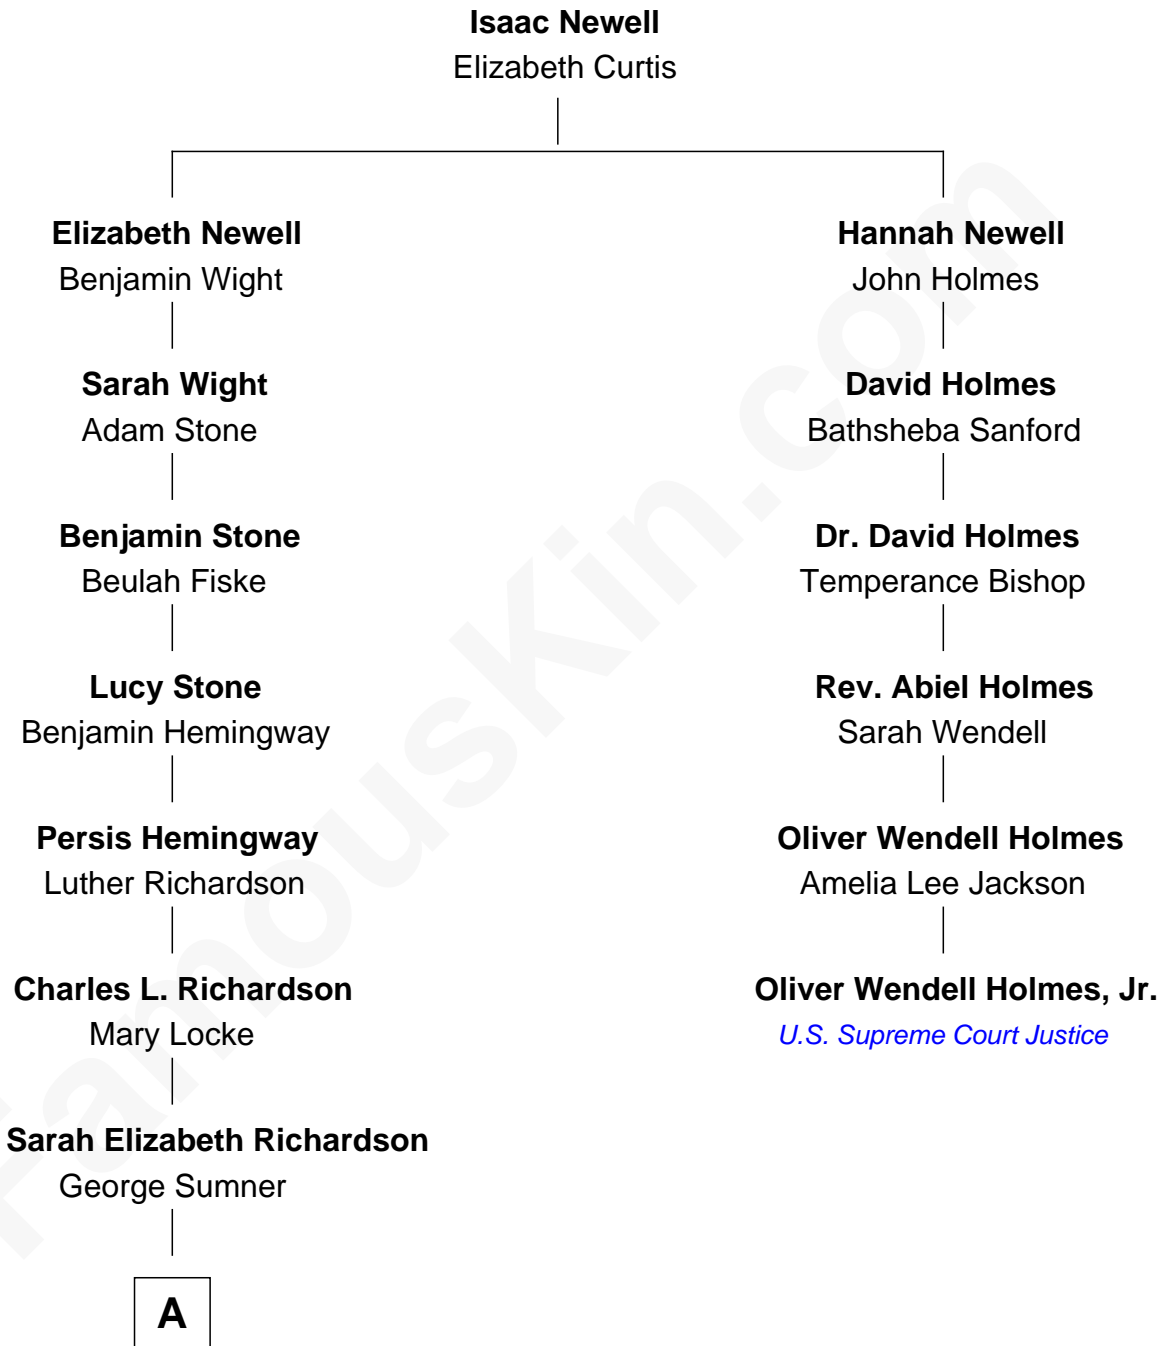 Isaac Newell
Elizabeth Curtis
Elizabeth Newell
Benjamin Wight
Hannah Newell
John Holmes
Sarah Wight
Adam Stone
David Holmes
Bathsheba Sanford
Benjamin Stone
Beulah Fiske
Dr. David Holmes
Temperance Bishop
Lucy Stone
Benjamin Hemingway
Rev. Abiel Holmes
Sarah Wendell
Persis Hemingway
Luther Richardson
Oliver Wendell Holmes
Amelia Lee Jackson
Charles L. Richardson
Mary Locke
Oliver Wendell Holmes, Jr.
U.S. Supreme Court Justice
Sarah Elizabeth Richardson
George Sumner
A
FamousKin.com